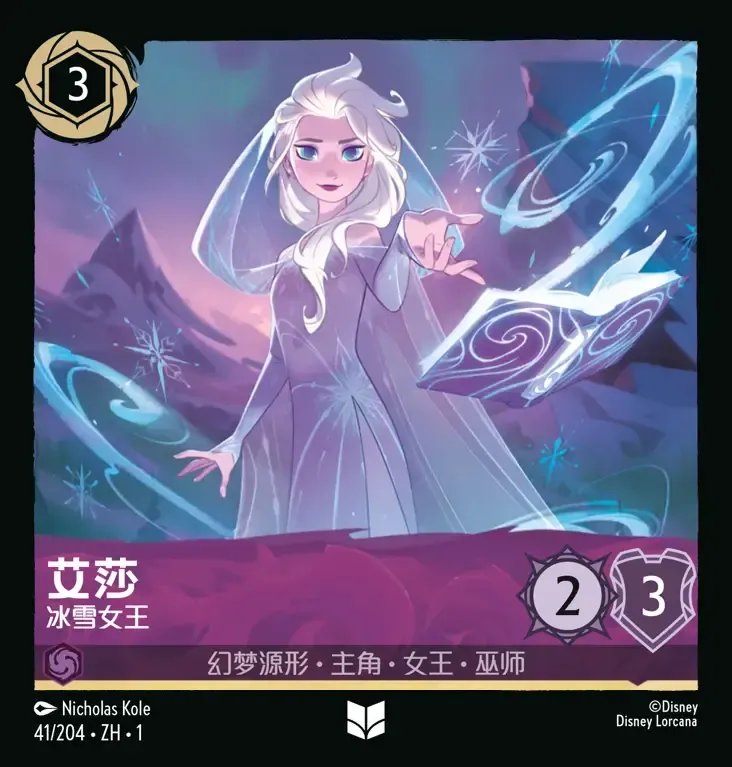 3
艾莎
冰雪女王
2
3
幻梦源形 · 主角 · 女王 · 巫师
Nicholas Kole
41/204 • ZH • 1
©Disney
Disney Lorcana